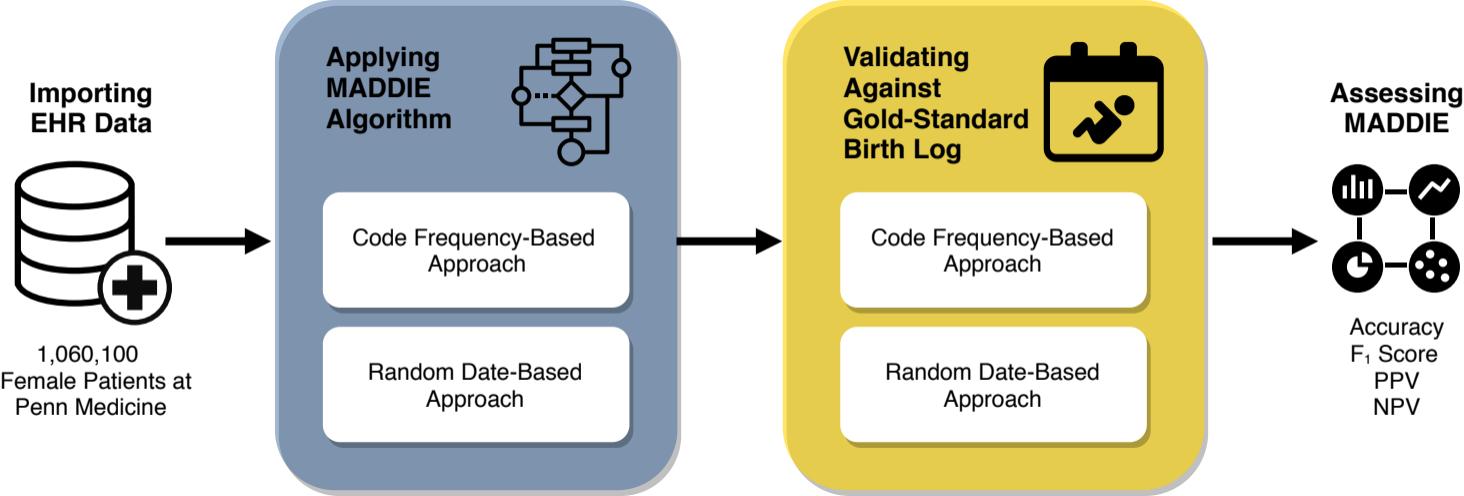 Importing
EHR Data
1,060,100
Female Patients at
Penn Medicine
Applying
MADDIE
Algorithm
Code Frequency-Based
Approach
Random Date-Based
Approach
Validating
Against
Gold-Standard
Birth Log
Code Frequency-Based
Approach
Random Date-Based
Approach
Assessing
MADDIE
Accuracy
F₁ Score
PPV
NPV